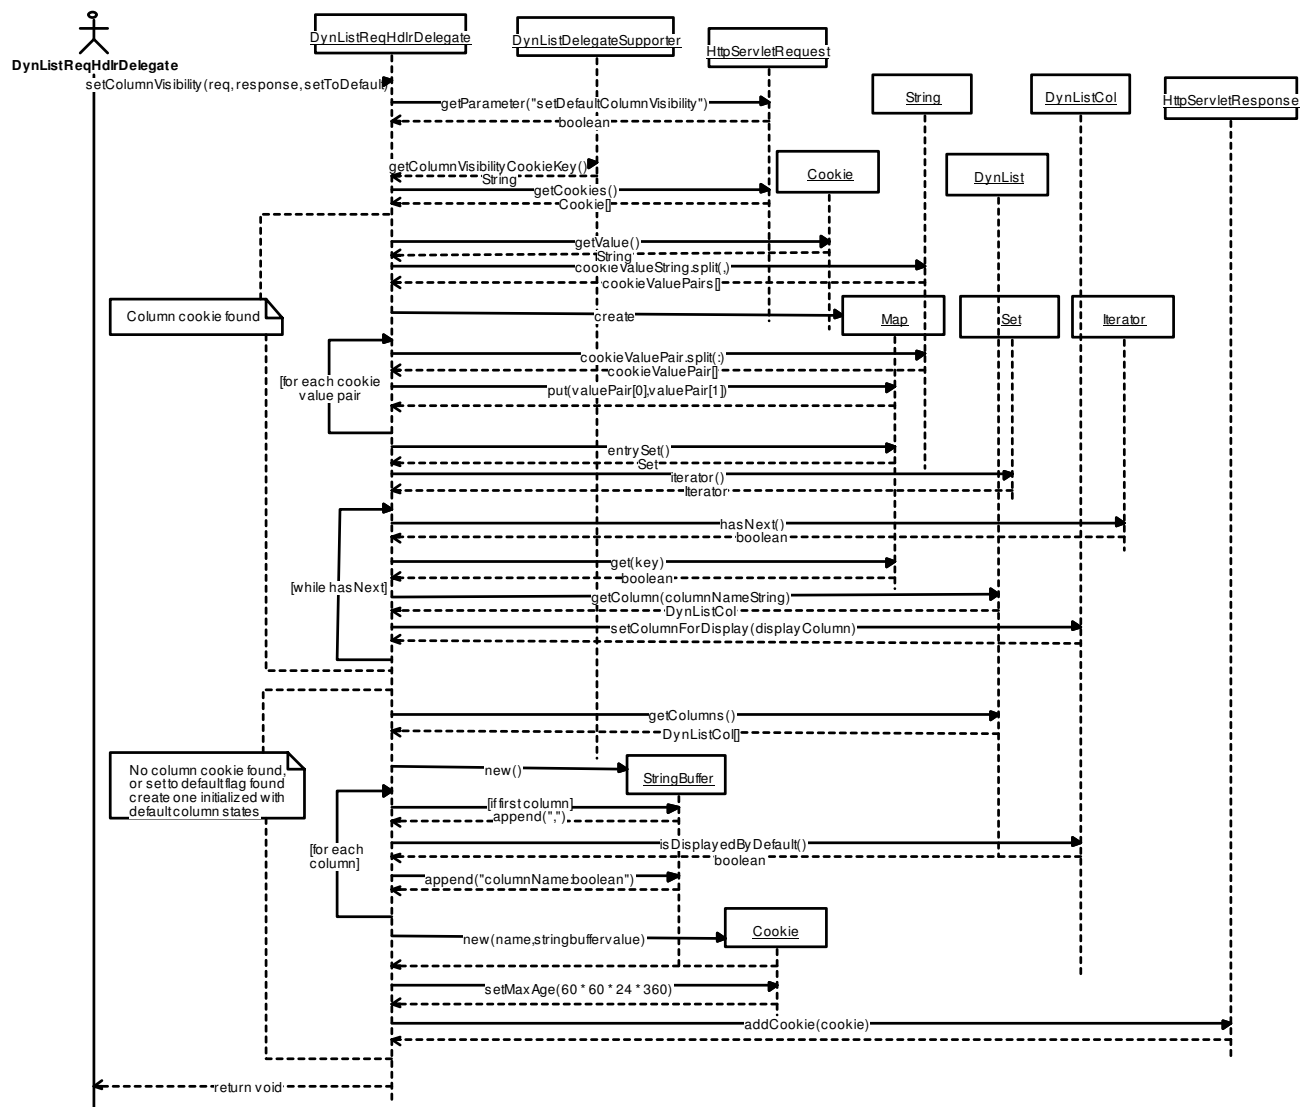 DynListReqHdlrDelegate
DynListDelegateSupporter
HttpServletRequest
DynListReqHdlrDelegate
setColumnVisibility(req, response, setToDefault)
String
DynListCol
HttpServletResponse
getParameter("setDefaultColumnVisibility")
boolean
getColumnVisibilityCookieKey()
String
Cookie
DynList
getCookies()
Cookie[]
getValue()
String
cookieValueString.split(,)
cookieValuePairs[]
Column cookie found
create
Map
Set
Iterator
cookieValuePair.split(:)
cookieValuePair[]
[for each cookie
value pair
put(valuePair[0],valuePair[1])
entrySet()
Set
iterator()
Iterator
hasNext()
boolean
get(key)
boolean
[while hasNext]
getColumn(columnNameString)
DynListCol
setColumnForDisplay(displayColumn)
getColumns()
DynListCol[]
No column cookie found,
or set to default flag found
create one initialized with
default column states
new()
StringBuffer
[if first column]
append(",")
isDisplayedByDefault()
boolean
[for each
column]
append("columnName:boolean")
new(name,stringbuffervalue)
Cookie
setMaxAge(60 * 60 * 24 * 360)
addCookie(cookie)
return void